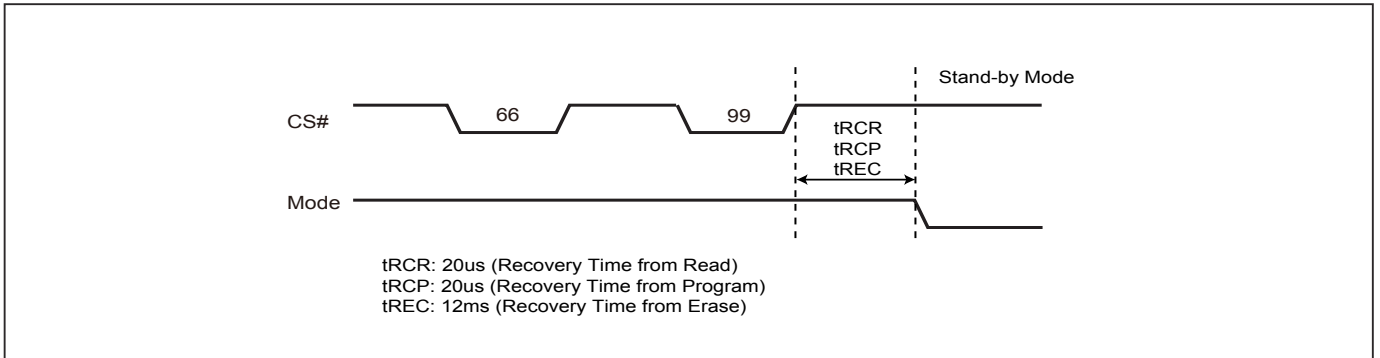 Stand-by Mode
CS#
66
99
tRCR
tRCP
tREC
Mode
tRCR: 20us (Recovery Time from Read)
tRCP: 20us (Recovery Time from Program)
tREC: 12ms (Recovery Time from Erase)